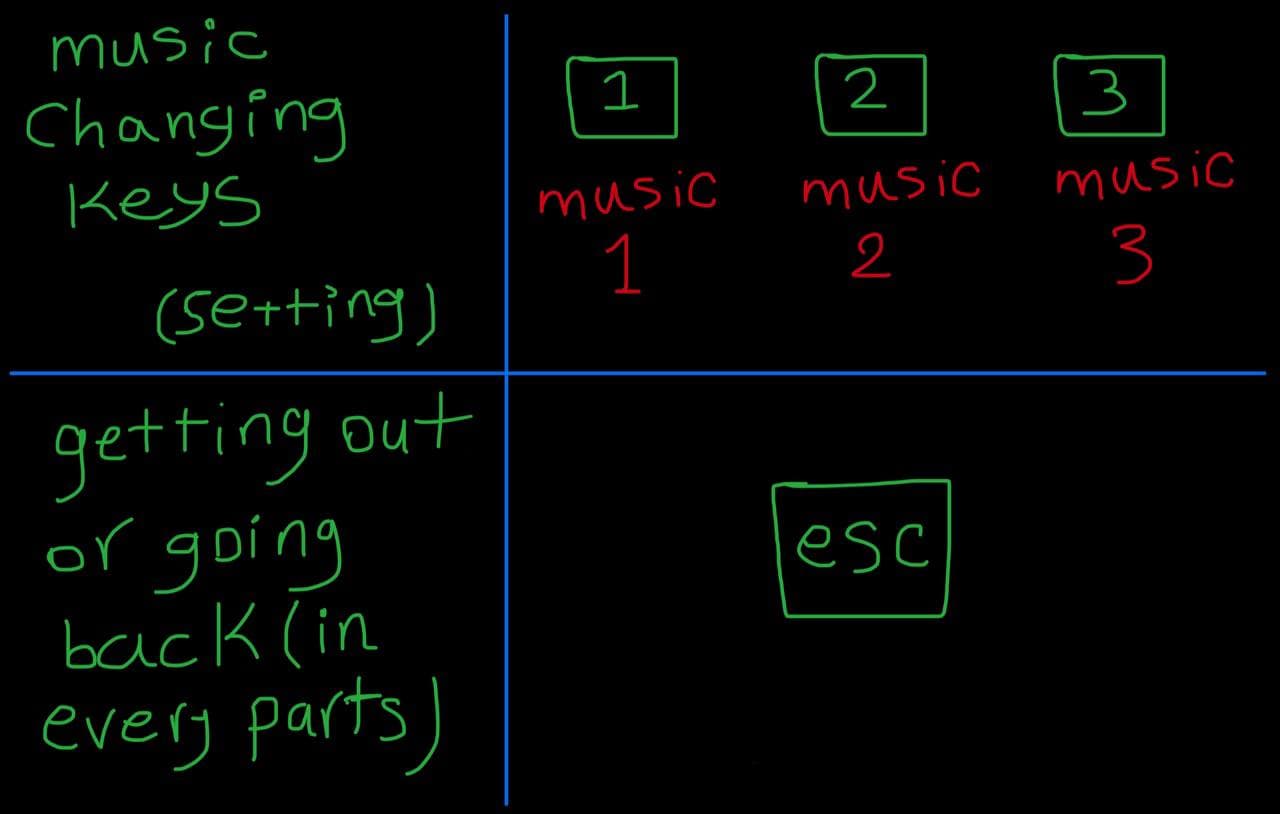 music
Changing
Keys
(setting)
1 2 3
music music music
1 2 3
getting out
or going
back (in
every parts)
esc